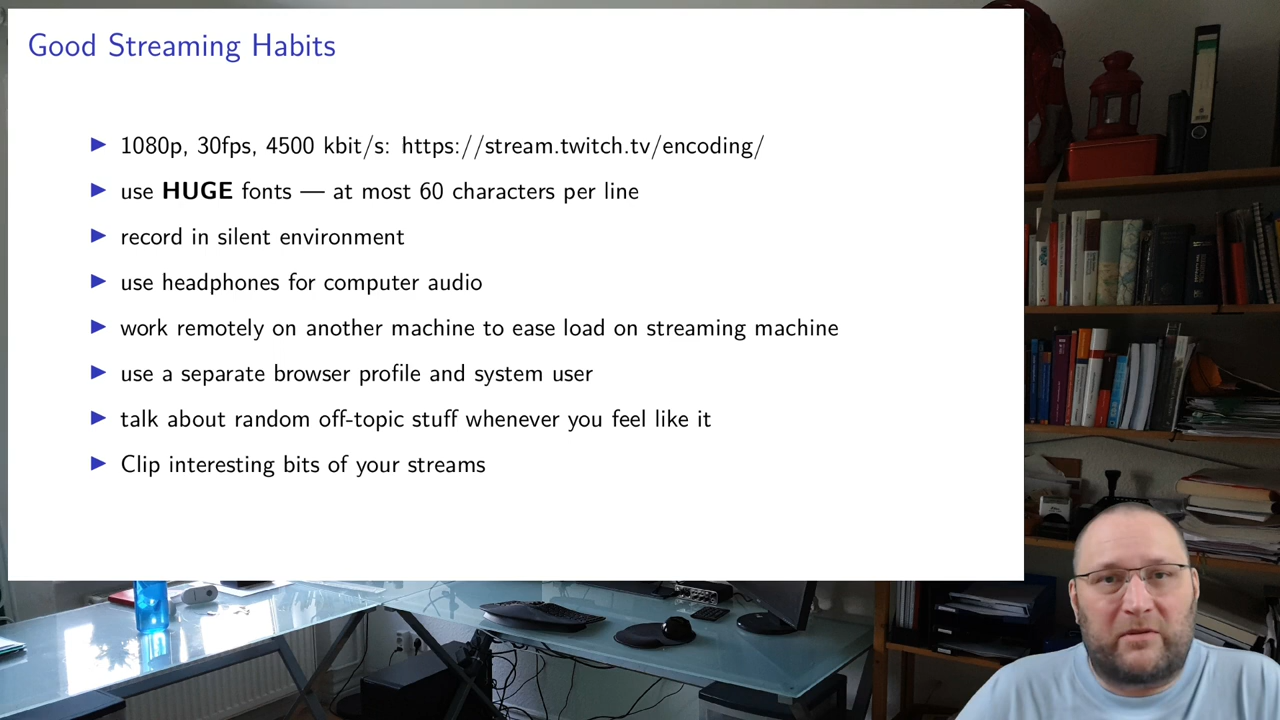 Good Streaming Habits
1080p, 30fps, 4500 kbit/s: https://stream.twitch.tv/encoding/
use HUGE fonts — at most 60 characters per line
record in silent environment
use headphones for computer audio
work remotely on another machine to ease load on streaming machine
use a separate browser profile and system user
talk about random off-topic stuff whenever you feel like it
Clip interesting bits of your streams